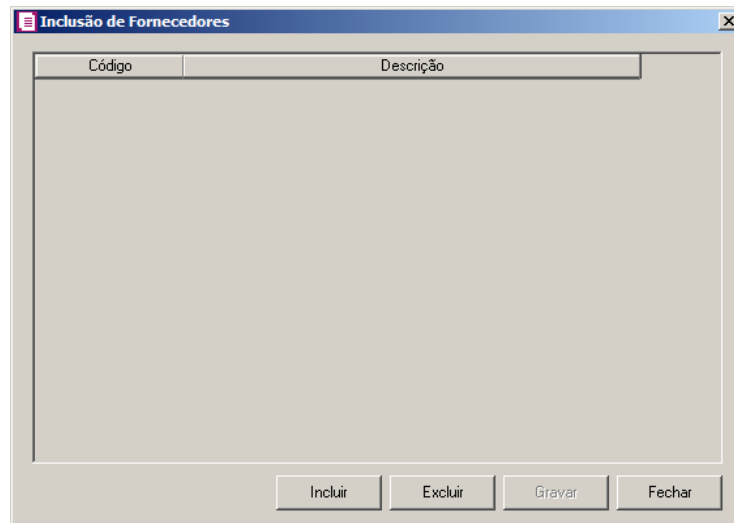 Inclusão de Fornecedores
Código Descrição
Incluir Excluir Gravar Fechar